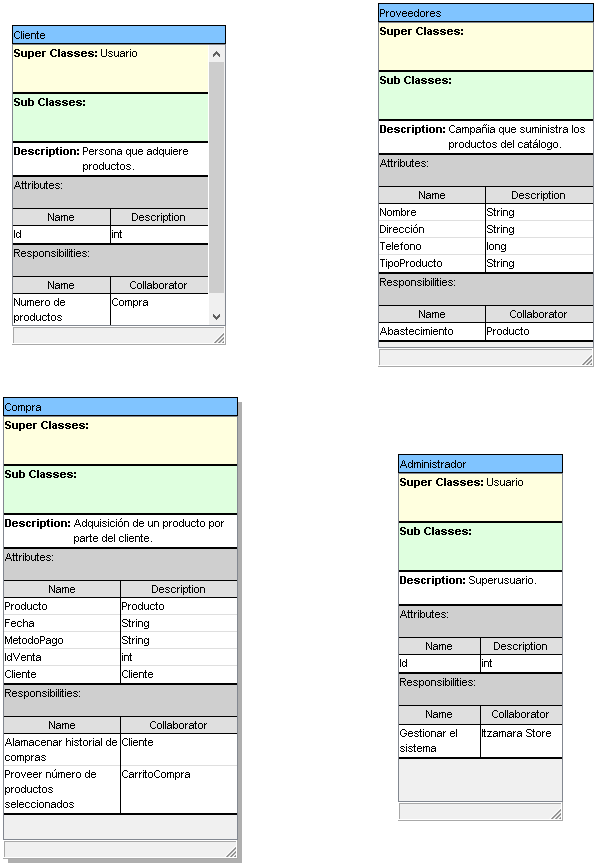 Cliente
Super Classes: Usuario
Sub Classes:
Description: Persona que adquiere
productos.
Attributes:
Name Description
Id int
Responsibilities:
Name Collaborator
Numero de Compra
productos
Proveedores
Super Classes:
Sub Classes:
Description: Campañia que suministra los
productos del catálogo.
Attributes:
Name Description
Nombre String
Dirección String
Telefono long
TipoProducto String
Responsibilities:
Name Collaborator
Abastecimiento Producto
Compra
Super Classes:
Sub Classes:
Description: Adquisición de un producto por
parte del cliente.
Attributes:
Name Description
Producto Producto
Fecha String
MetodoPago String
IdVenta int
Cliente Cliente
Responsibilities:
Name Collaborator
Alamacenar historial de Cliente
compras
Proveer número de CarritoCompra
productos
seleccionados
Administrador
Super Classes: Usuario
Sub Classes:
Description: Superusuario.
Attributes:
Name Description
Id int
Responsibilities:
Name Collaborator
Gestionar el Itzamara Store
sistema